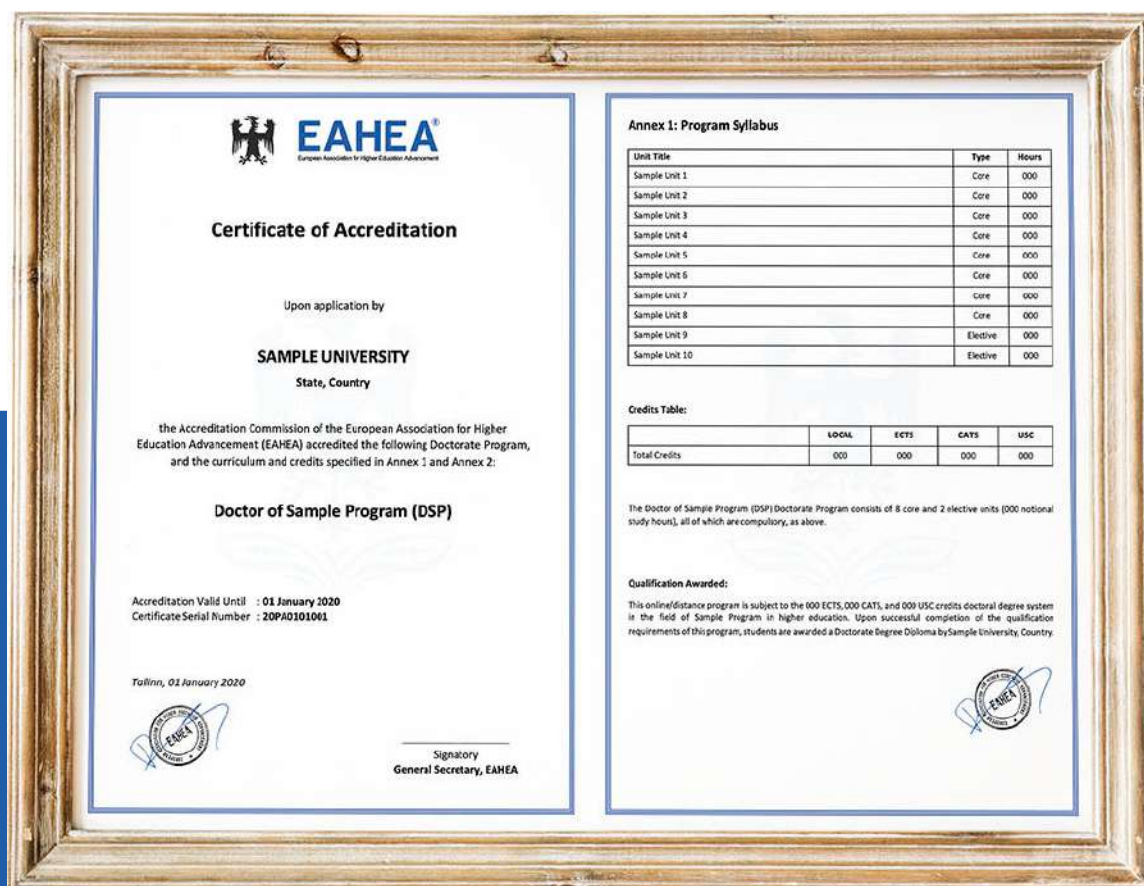 EAHEA®
European Association for Higher Education Advancement
Certificate of Accreditation
Upon application by
SAMPLE UNIVERSITY
State, Country
the Accreditation Commission of the European Association for Higher
Education Advancement (EAHEA) accredited the following Doctorate Program,
and the curriculum and credits specified in Annex 1 and Annex 2:
Doctor of Sample Program (DSP)
Accreditation Valid Until : 01 January 2020
Certificate Serial Number : 20PA0101001
Tallinn, 01 January 2020
EAHEA
Signatory
General Secretary, EAHEA
Annex 1: Program Syllabus
Unit Title Type Hours
Sample Unit 1 Core 000
Sample Unit 2 Core 000
Sample Unit 3 Core 000
Sample Unit 4 Core 000
Sample Unit 5 Core 000
Sample Unit 6 Core 000
Sample Unit 7 Core 000
Sample Unit 8 Core 000
Sample Unit 9 Elective 000
Sample Unit 10 Elective 000
Credits Table:
LOCAL ECTS CATS USC
Total Credits 000 000 000 000
The Doctor of Sample Program (DSP) Doctorate Program consists of 8 core and 2 elective units (000 notional
study hours), all of which are compulsory, as above.
Qualification Awarded:
This online/distance program is subject to the 000 ECTS, 000 CATS, and 000 USC credits doctoral degree system
in the field of Sample Program in higher education. Upon successful completion of the qualification
requirements of this program, students are awarded a Doctorate Degree Diploma by Sample University, Country.
EAHEA